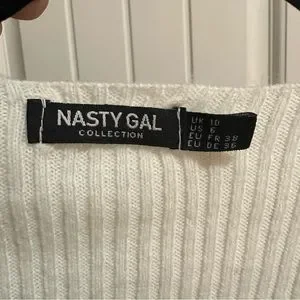 NASTY GAL
COLLECTION
UK 10
US 6
EU FR 38
EU DE 36